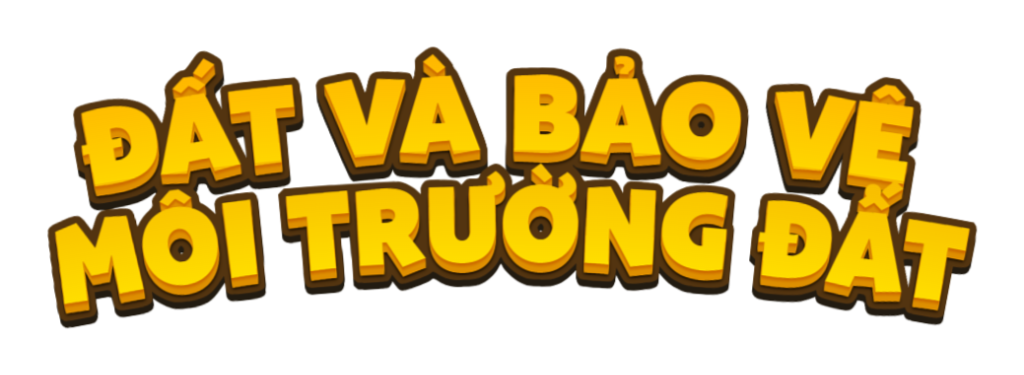 ĐẤT VÀ BẢO VỆ
MÔI TRƯỜNG ĐẤT